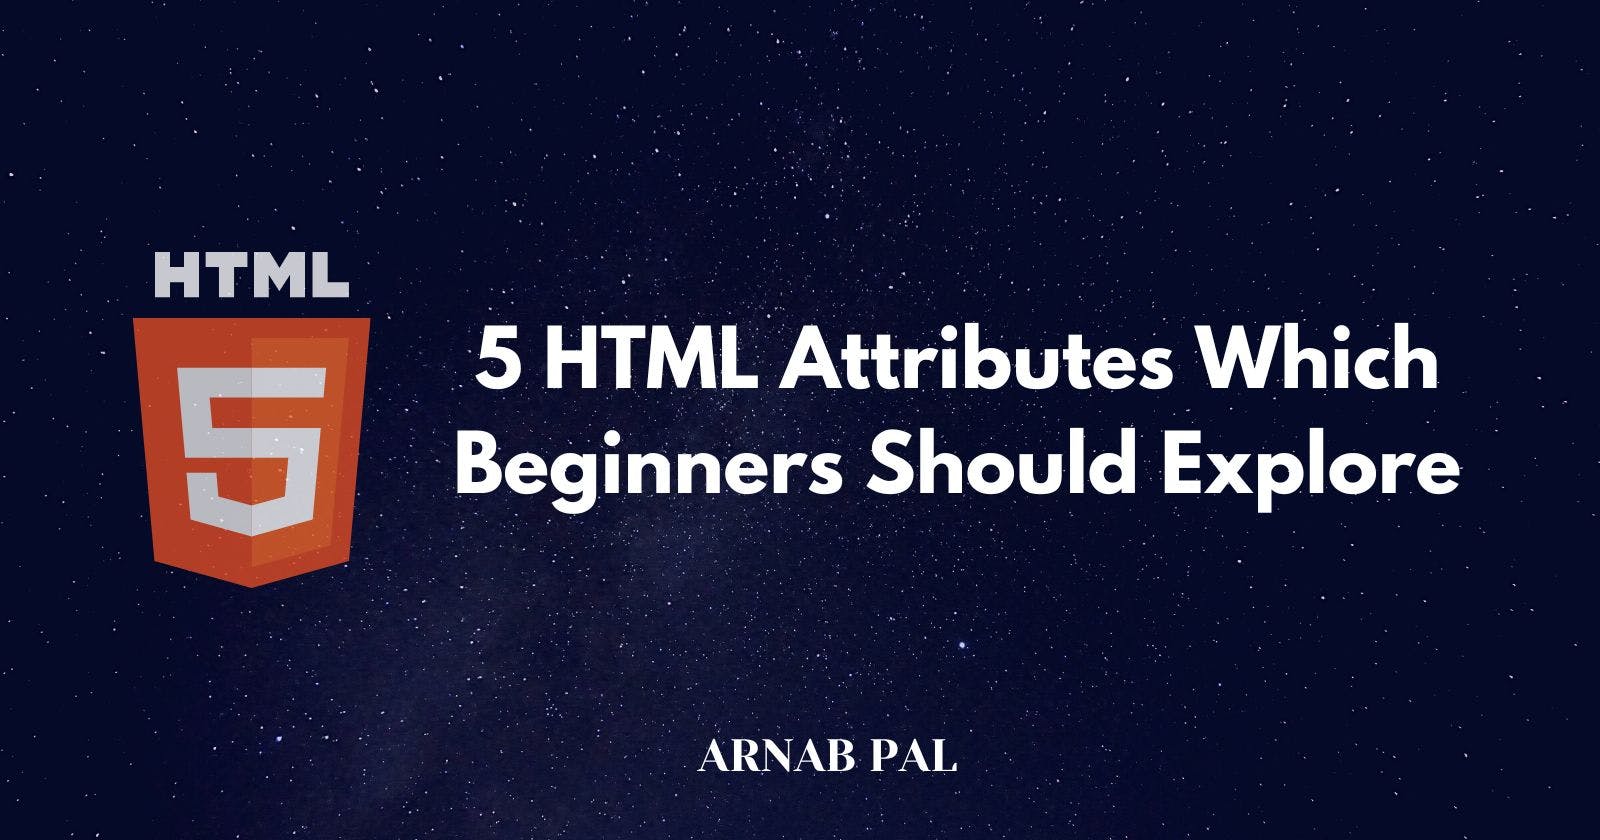 HTML
5
5 HTML Attributes Which
Beginners Should Explore
ARNAB PAL